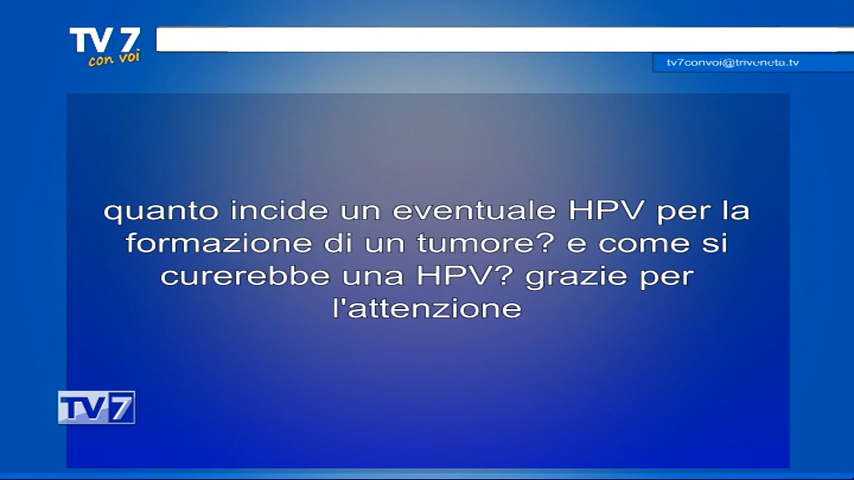 TV7
con voi
tv7convoi@triveneta.tv
quanto incide un eventuale HPV per la
formazione di un tumore? e come si
curerebbe una HPV? grazie per
l'attenzione
TV7